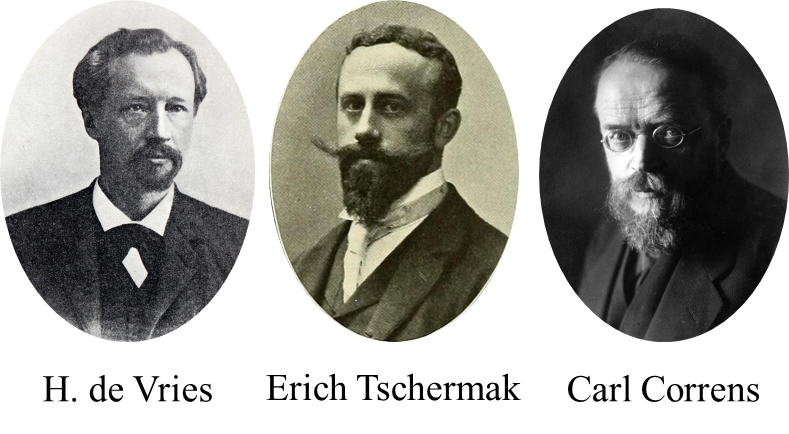 H. de Vries
Erich Tschermak
Carl Correns